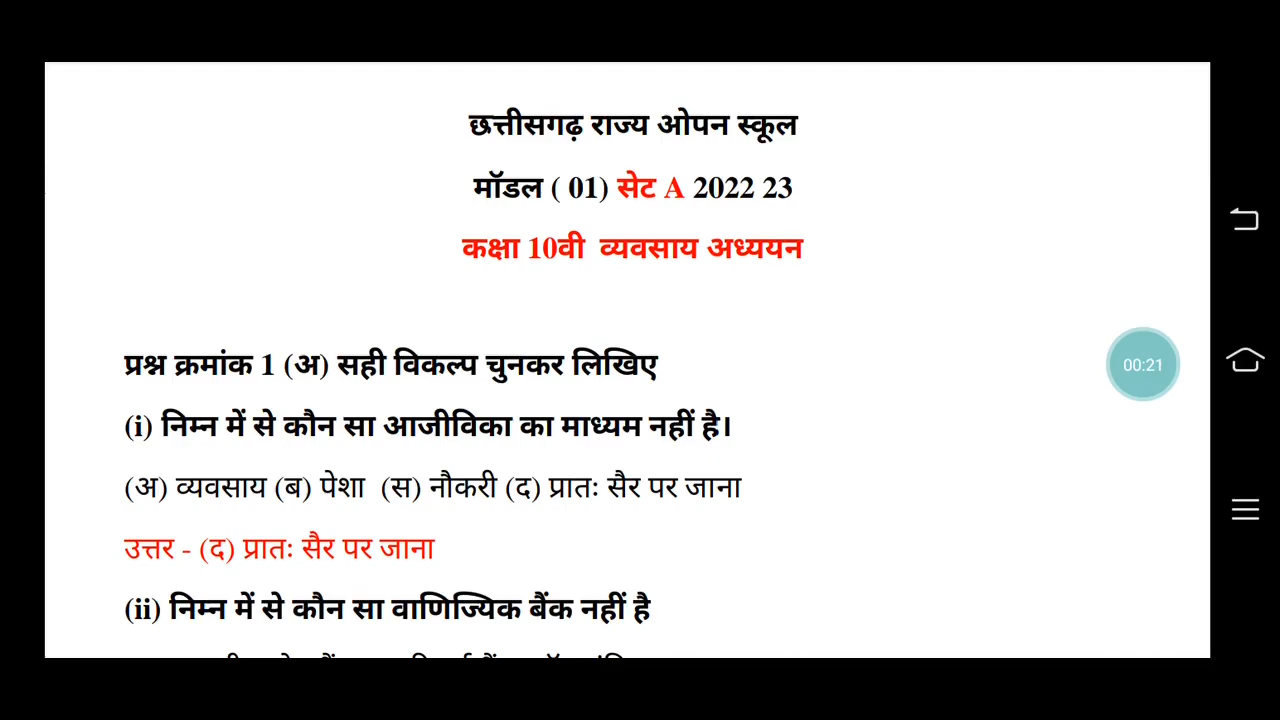 छत्तीसगढ़ राज्य ओपन स्कूल
मॉडल ( 01) सेट A 2022 23
कक्षा 10वी व्यवसाय अध्ययन
प्रश्न क्रमांक 1 (अ) सही विकल्प चुनकर लिखिए
00:21
(i) निम्न में से कौन सा आजीविका का माध्यम नहीं है।
(अ) व्यवसाय (ब) पेशा (स) नौकरी (द) प्रातः सैर पर जाना
उत्तर - (द) प्रातः सैर पर जाना
(ii) निम्न में से कौन सा वाणिज्यिक बैंक नहीं है